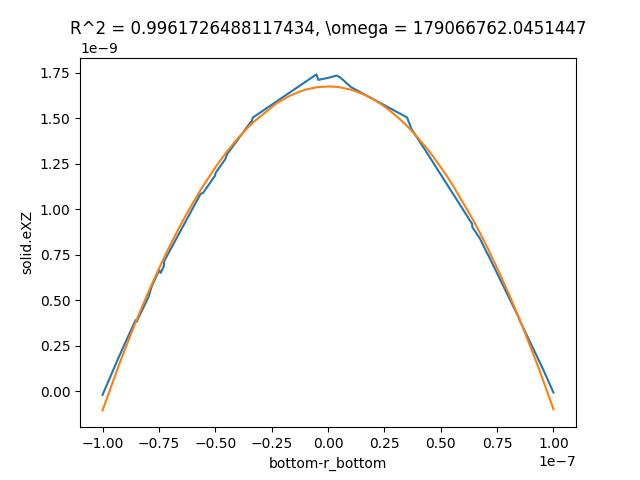 R^2 = 0.9961726488117434, \omega = 179066762.0451447
1e−9
1.75
1.50
1.25
1.00
0.75
0.50
0.25
0.00
solid.eXZ
−1.00 −0.75 −0.50 −0.25 0.00 0.25 0.50 0.75 1.00
bottom-r_bottom
1e−7